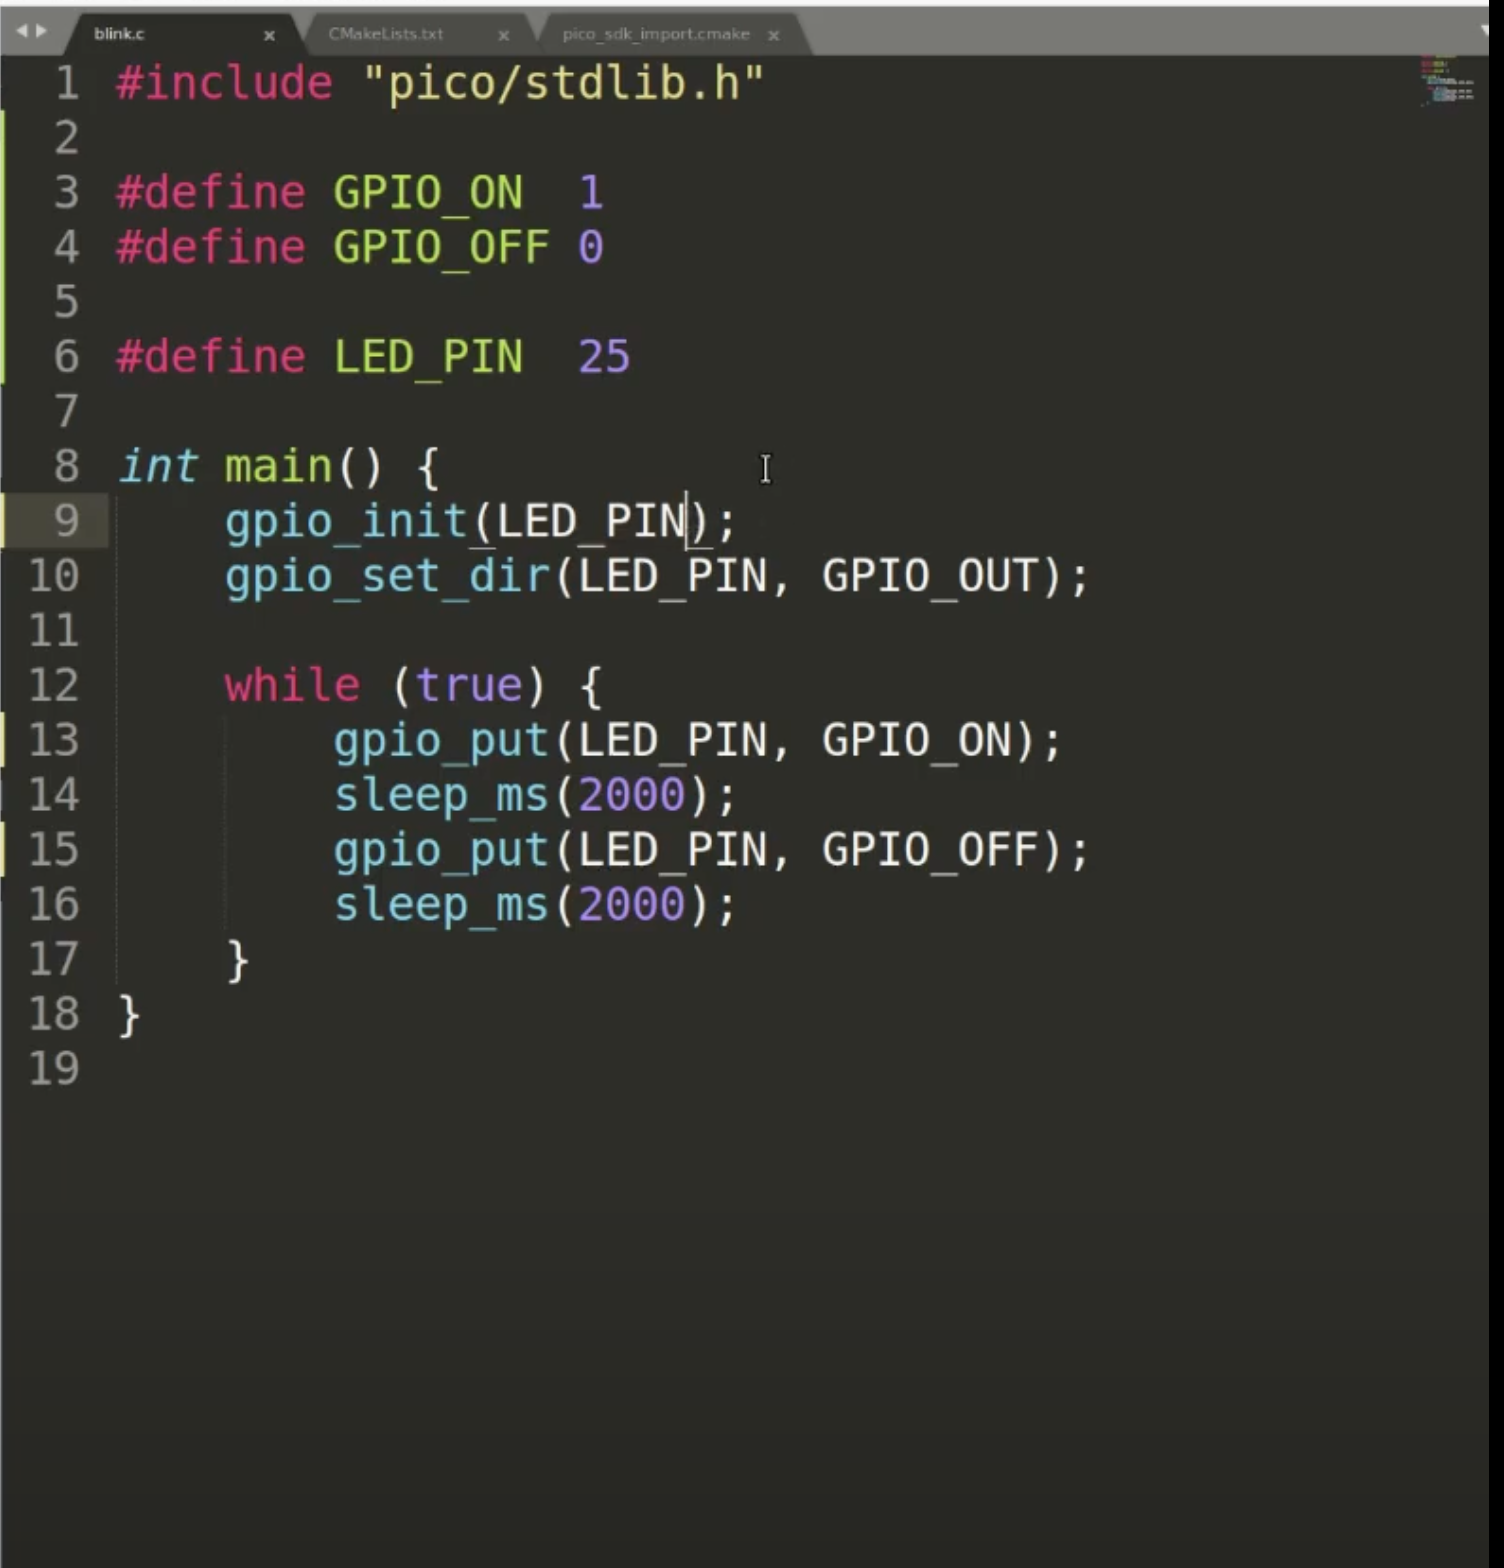 blink.c × CMakeLists.txt × pico_sdk_import.cmake ×
1 #include "pico/stdlib.h"
2
3 #define GPIO_ON  1
4 #define GPIO_OFF 0
5
6 #define LED_PIN  25
7
8 int main() {
9     gpio_init(LED_PIN);
10     gpio_set_dir(LED_PIN, GPIO_OUT);
11
12     while (true) {
13         gpio_put(LED_PIN, GPIO_ON);
14         sleep_ms(2000);
15         gpio_put(LED_PIN, GPIO_OFF);
16         sleep_ms(2000);
17     }
18 }
19